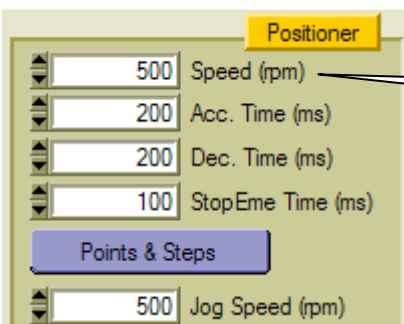 Positioner
500 Speed (rpm)
200 Acc. Time (ms)
200 Dec. Time (ms)
100 StopEme Time (ms)
Points & Steps
500 Jog Speed (rpm)